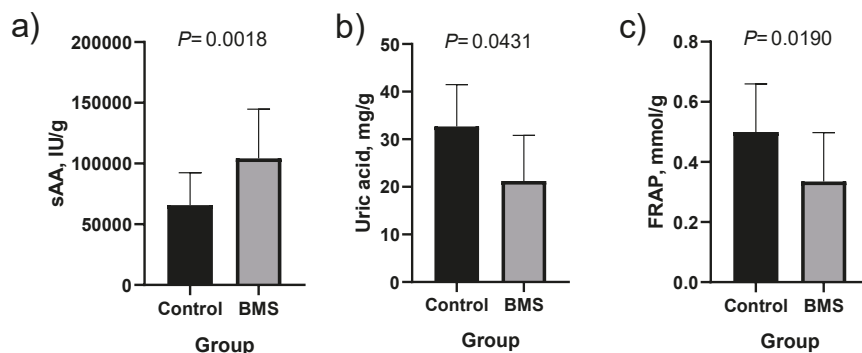 a)
P= 0.0018
sAA, IU/g
200000
150000
100000
50000
0
Control BMS
Group
b)
P= 0.0431
Uric acid, mg/g
50
40
30
20
10
0
Control BMS
Group
c)
P= 0.0190
FRAP, mmol/g
0.8
0.6
0.4
0.2
0.0
Control BMS
Group